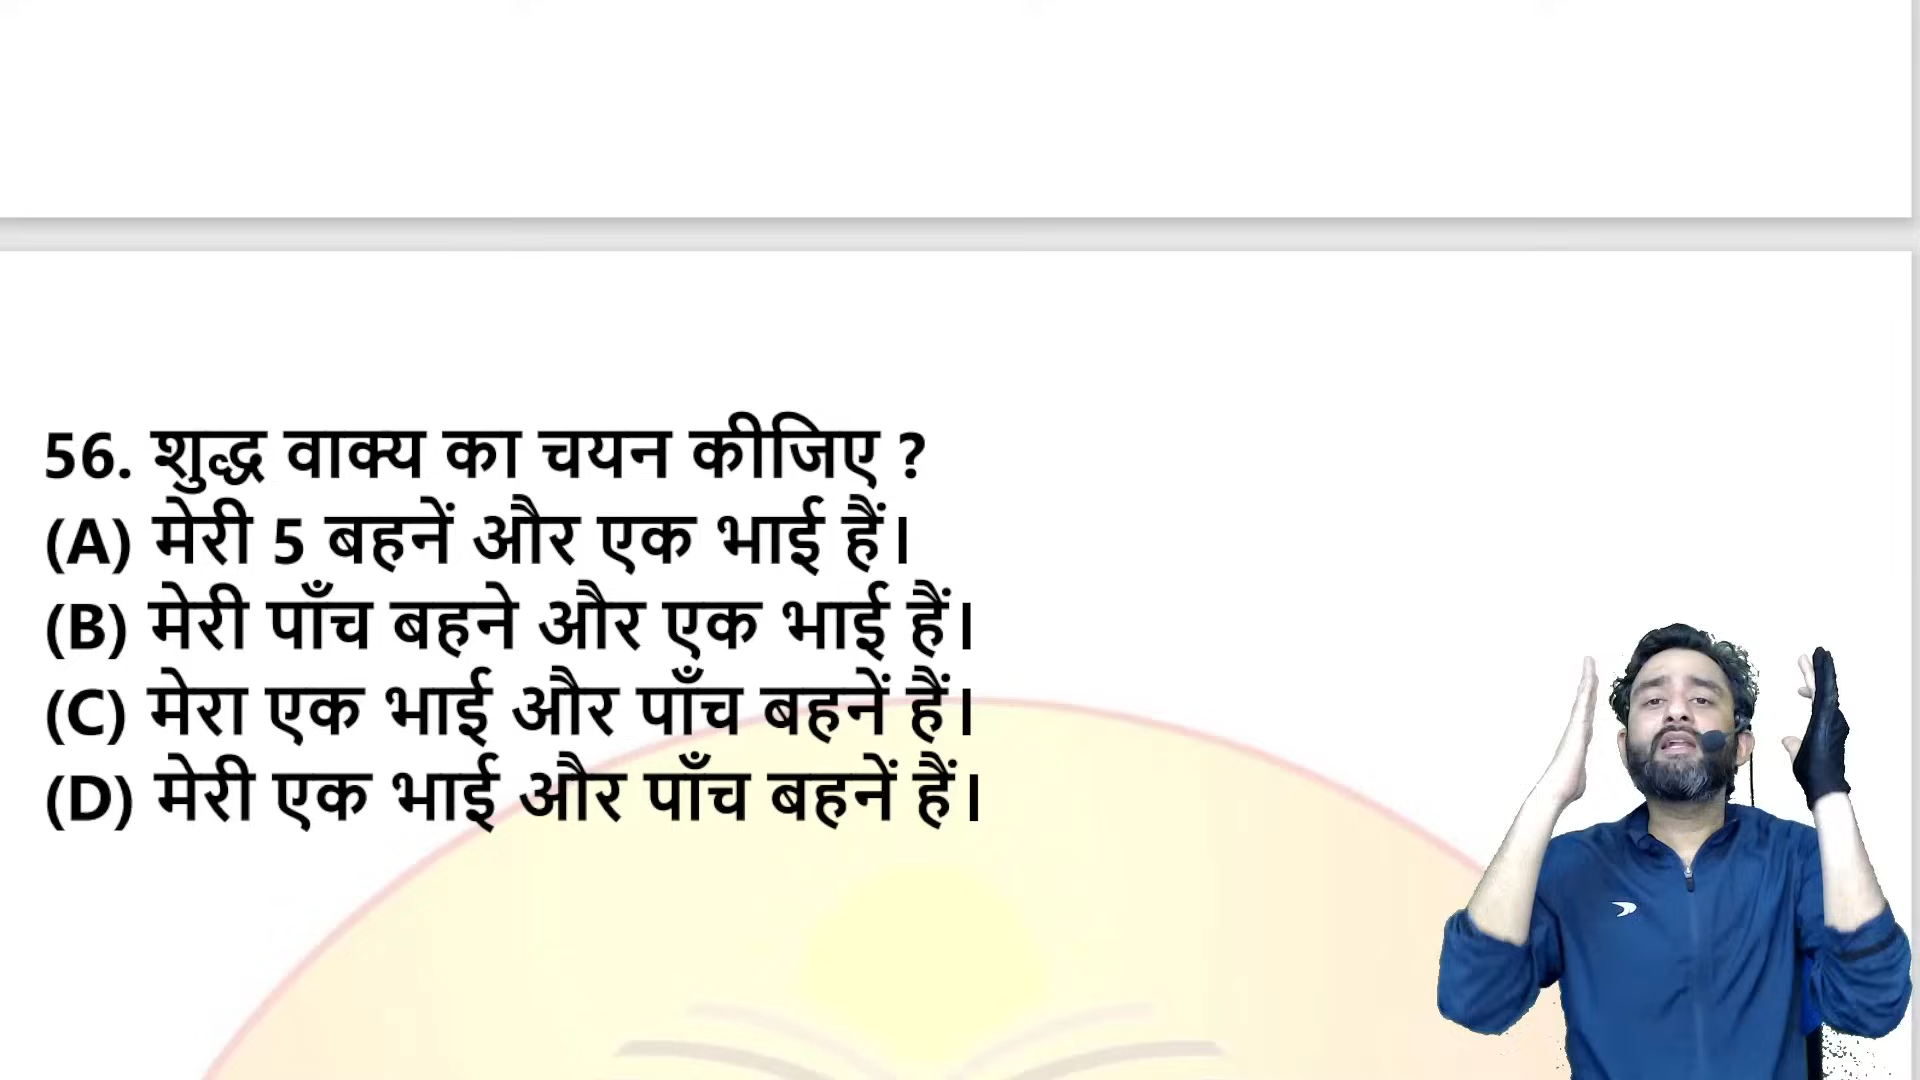 56. शुद्ध वाक्य का चयन कीजिए ?
(A) मेरी 5 बहनें और एक भाई हैं।
(B) मेरी पाँच बहने और एक भाई हैं।
(C) मेरा एक भाई और पाँच बहनें हैं।
(D) मेरी एक भाई और पाँच बहनें हैं।